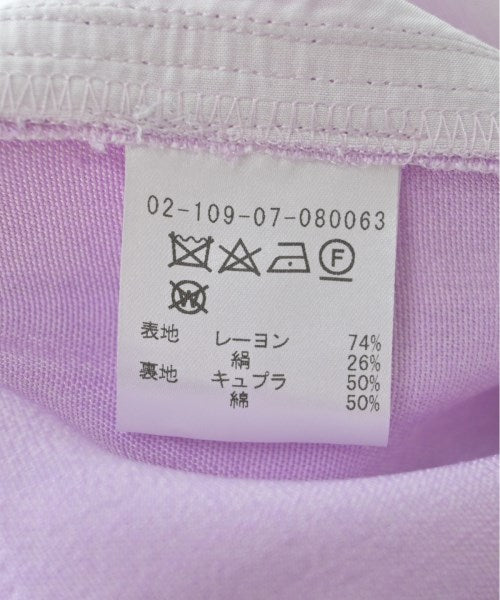 02-109-07-080063
F
W
表地 レーヨン 74%
絹 26%
裏地 キュプラ 50%
綿 50%